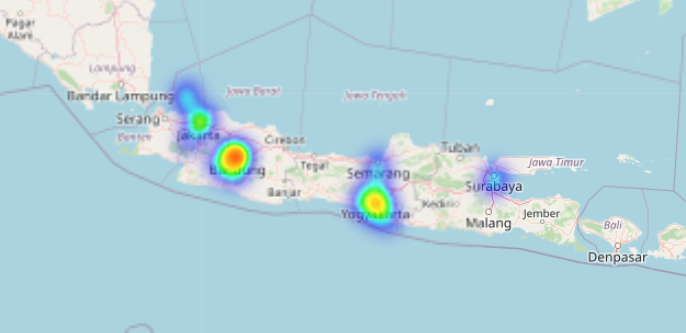 Pagar
Alam
Lampung
Bandar Lampung
Jawa Barat
Jawa Tengah
Serang
Banten
Jakarta
Cirebon
Tuban
Bandung
Tegal
Semarang
Jawa Timur
Surabaya
Banjar
Kediri
Yogyakarta
Malang
Jember
Bali
Denpasar